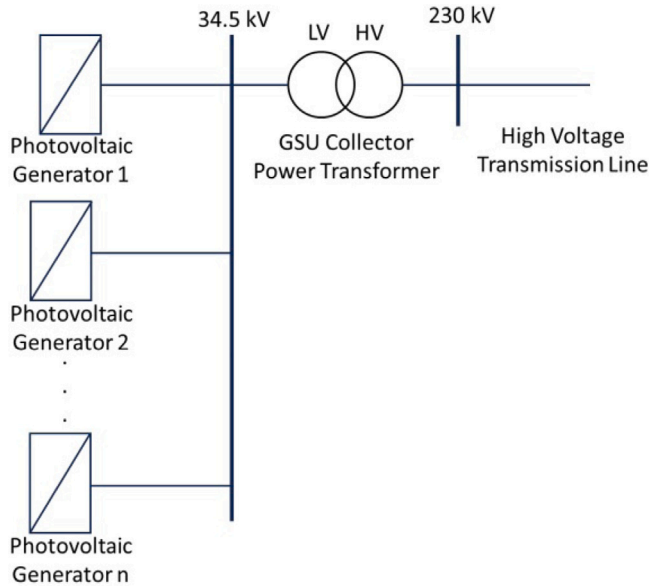 34.5 kV
LV HV
230 kV
Photovoltaic
Generator 1
GSU Collector
Power Transformer
High Voltage
Transmission Line
Photovoltaic
Generator 2
.
.
.
Photovoltaic
Generator n